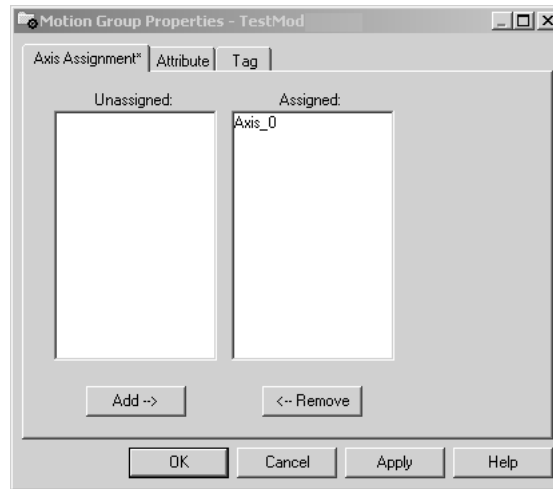 Motion Group Properties - TestMod
Axis Assignment* Attribute Tag
Unassigned: Assigned:
Axis_0
Add --> <-- Remove
OK Cancel Apply Help